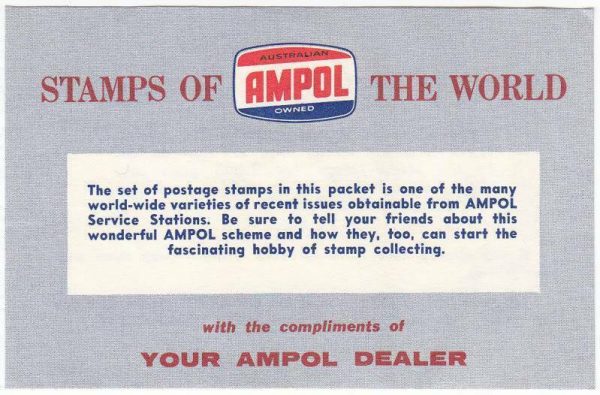 STAMPS OF AUSTRALIAN AMPOL OWNED THE WORLD
The set of postage stamps in this packet is one of the many
world-wide varieties of recent issues obtainable from AMPOL
Service Stations. Be sure to tell your friends about this
wonderful AMPOL scheme and how they, too, can start the
fascinating hobby of stamp collecting.
with the compliments of
YOUR AMPOL DEALER